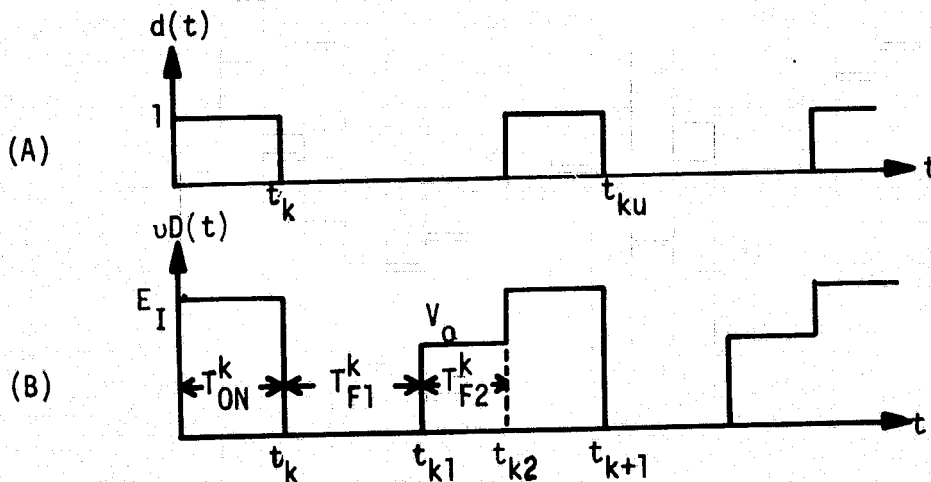 d(t)
1
(A)
t_k
t_ku
t
υD(t)
E_I
V_o
T^k_ON
T^k_F1
T^k_F2
(B)
t
t_k
t_k1
t_k2
t_k+1